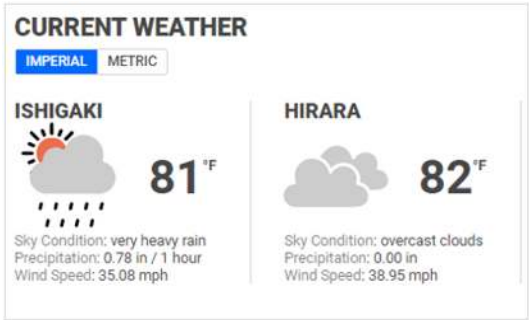 CURRENT WEATHER
IMPERIAL METRIC
ISHIGAKI
81°F
Sky Condition: very heavy rain
Precipitation: 0.78 in / 1 hour
Wind Speed: 35.08 mph
HIRARA
82°F
Sky Condition: overcast clouds
Precipitation: 0.00 in
Wind Speed: 38.95 mph